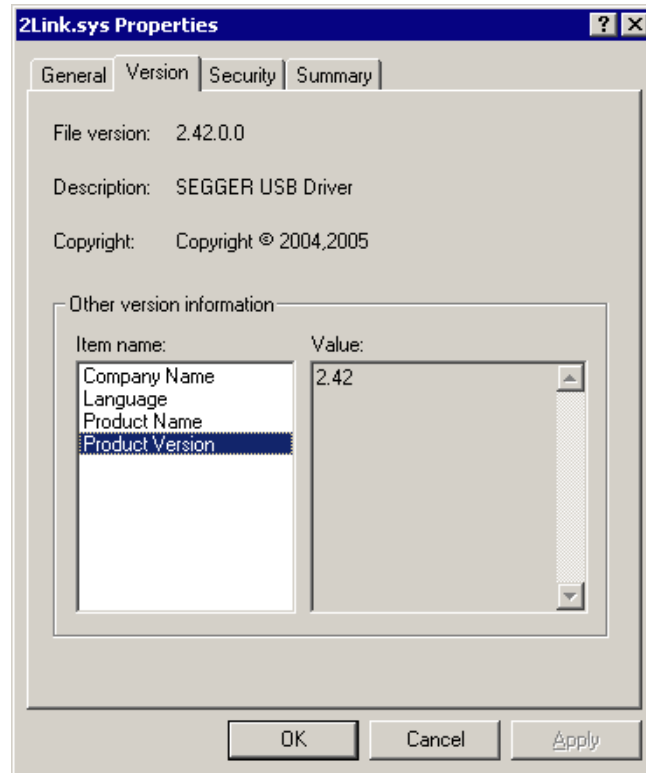 2Link.sys Properties
General Version Security Summary
File version: 2.42.0.0
Description: SEGGER USB Driver
Copyright: Copyright © 2004,2005
Other version information
Item name: Value:
Company Name 2.42
Language
Product Name
Product Version
OK Cancel Apply